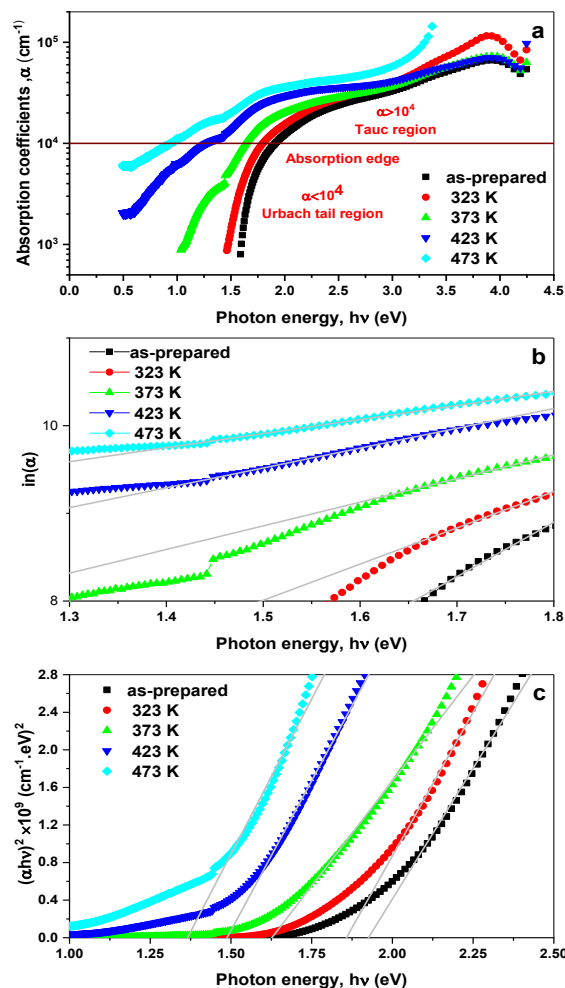 a
Absorption coefficients ,α (cm⁻¹)
10⁵
10⁴
10³
α>10⁴
Tauc region
Absorption edge
α<10⁴
Urbach tail region
as-prepared
323 K
373 K
423 K
473 K
0.0 0.5 1.0 1.5 2.0 2.5 3.0 3.5 4.0 4.5
Photon energy, hν (eV)
b
as-prepared
323 K
373 K
423 K
473 K
in(α)
10
8
1.3 1.4 1.5 1.6 1.7 1.8
Photon energy, hν (eV)
c
as-prepared
323 K
373 K
423 K
473 K
(αhν)² ×10⁹ (cm⁻¹.eV)²
2.8
2.4
2.0
1.6
1.2
0.8
0.4
0.0
1.00 1.25 1.50 1.75 2.00 2.25 2.50
Photon energy, hν (eV)